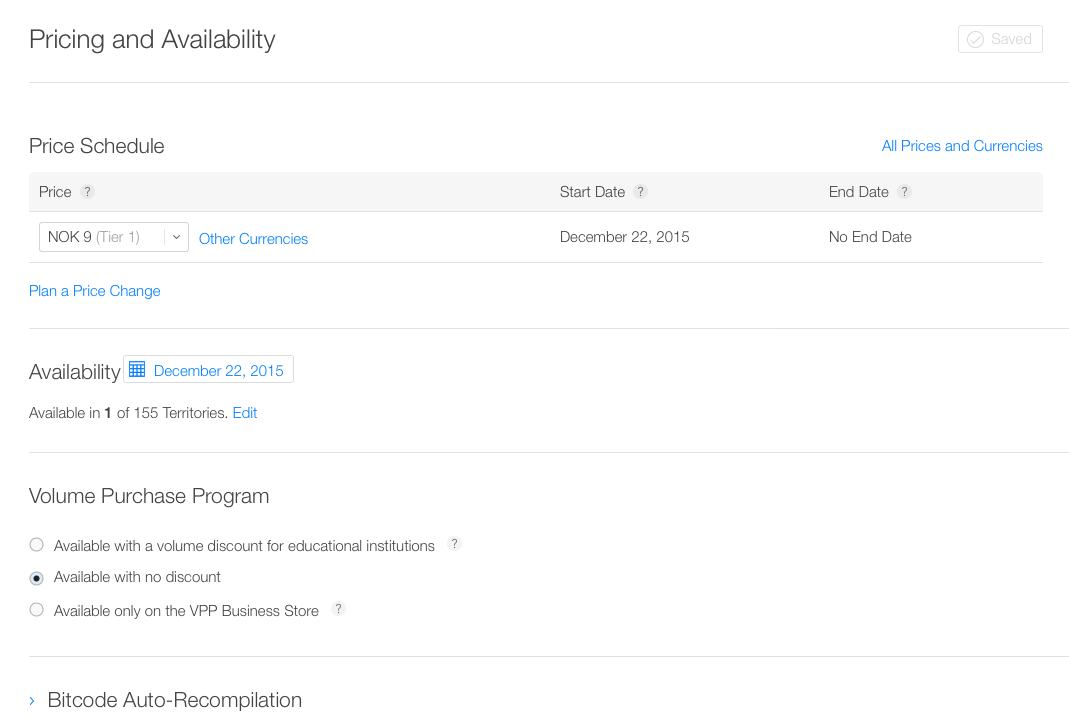 Pricing and Availability
Saved
Price Schedule
All Prices and Currencies
Price ? Start Date ? End Date ?
NOK 9 (Tier 1) Other Currencies December 22, 2015 No End Date
Plan a Price Change
Availability December 22, 2015
Available in 1 of 155 Territories. Edit
Volume Purchase Program
Available with a volume discount for educational institutions ?
Available with no discount
Available only on the VPP Business Store ?
Bitcode Auto-Recompilation